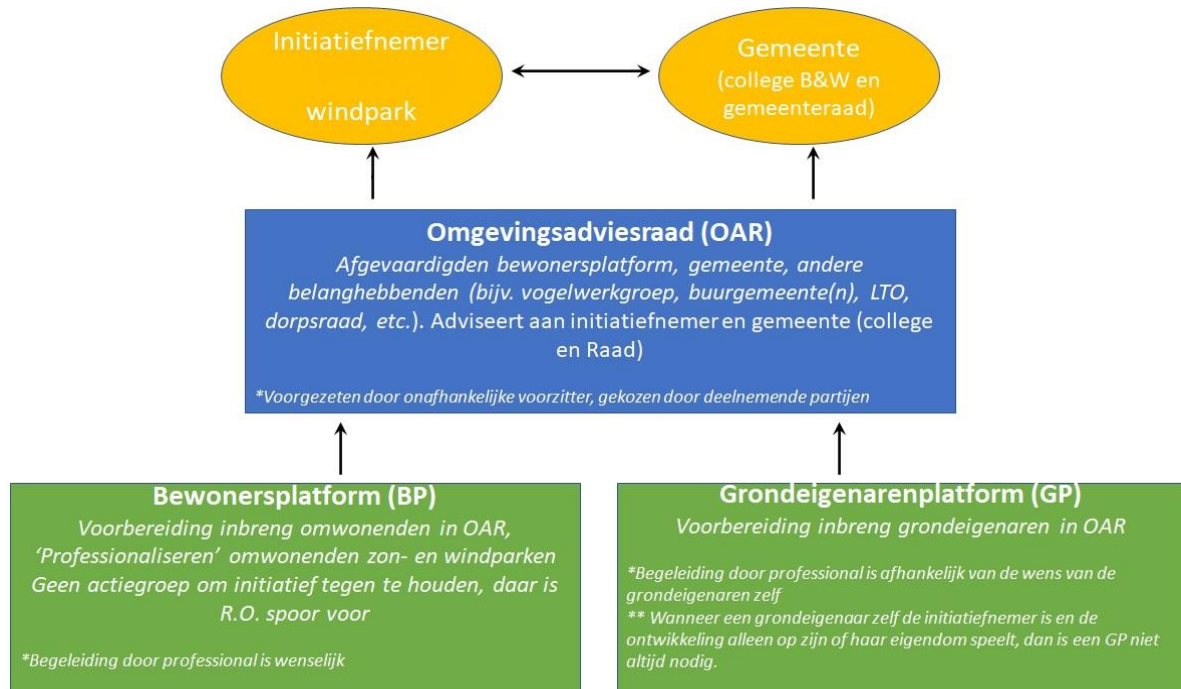 Initiatiefnemer
windpark
Gemeente
(college B&W en
gemeenteraad)
Omgevingsadviesraad (OAR)
Afgevaardigden bewonersplatform, gemeente, andere
belanghebbenden (bijv. vogelwerkgroep, buurgemeente(n), LTO,
dorpsraad, etc.). Adviseert aan initiatiefnemer en gemeente (college
en Raad)
*Voorgezeten door onafhankelijke voorzitter, gekozen door deelnemende partijen
Bewonersplatform (BP)
Voorbereiding inbreng omwonenden in OAR,
‘Professionaliseren’ omwonenden zon- en windparken
Geen actiegroep om initiatief tegen te houden, daar is
R.O. spoor voor
*Begeleiding door professional is wenselijk
Grondeigenarenplatform (GP)
Voorbereiding inbreng grondeigenaren in OAR
*Begeleiding door professional is afhankelijk van de wens van de
grondeigenaren zelf
** Wanneer een grondeigenaar zelf de initiatiefnemer is en de
ontwikkeling alleen op zijn of haar eigendom speelt, dan is een GP niet
altijd nodig.